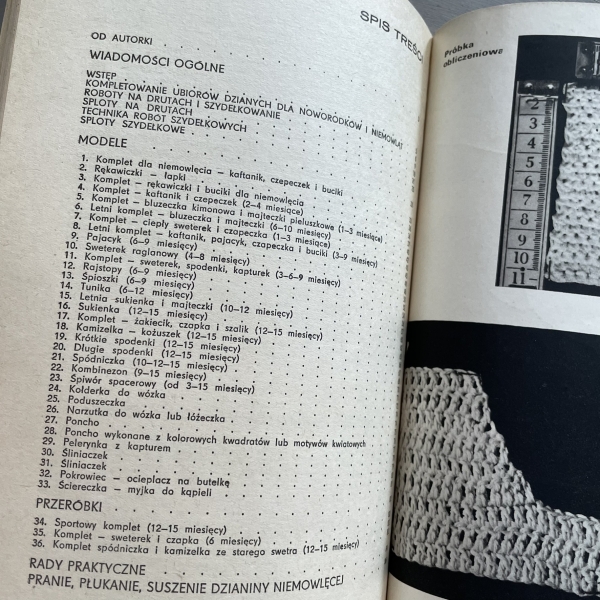 SPIS TREŚCI
OD AUTORKI
WIADOMOŚCI OGÓLNE
WSTĘP
KOMPLETOWANIE UBIORÓW DZIANYCH DLA NOWORODKÓW I NIEMOWLĄT
ROBOTY NA DRUTACH I SZYDEŁKOWANIE
SPLOTY NA DRUTACH
TECHNIKA ROBÓT SZYDEŁKOWYCH
SPLOTY SZYDEŁKOWE
MODELE
1. Komplet dla niemowlęcia — kaftanik, czepeczek i buciki
2. Rękawiczki — łapki
3. Komplet — rękawiczki i buciki dla niemowlęcia
4. Komplet — kaftanik i czepeczek (2–4 miesiące)
5. Komplet — bluzeczka kimonowa i majteczki pieluszkowe (1–3 miesiące)
6. Letni komplet — bluzeczka i majteczki (6–10 miesięcy)
7. Komplet — ciepły sweterek i czapeczka (1–3 miesiące)
8. Letni komplet — kaftanik, pajacyk, czapeczka i buciki (3–9 miesięcy)
9. Pajacyk (6–9 miesięcy)
10. Sweterek raglanowy (4–8 miesięcy)
11. Komplet — sweterek, spodenki, kapturek (3–6–9 miesięcy)
12. Rajstopy (6–9 miesięcy)
13. Śpioszki (6–9 miesięcy)
14. Tunika (6–12 miesięcy)
15. Letnia sukienka i majteczki (10–12 miesięcy)
16. Sukienka (12–15 miesięcy)
17. Komplet — żakiecik, czapka i szalik (12–15 miesięcy)
18. Kamizelka — kożuszek (12–15 miesięcy)
19. Krótkie spodenki (12–15 miesięcy)
20. Długie spodenki (12–15 miesięcy)
21. Spódniczka (10–12–15 miesięcy)
22. Kombinezon (9–15 miesięcy)
23. Śpiwór spacerowy (od 3–15 miesięcy)
24. Kołderka do wózka
25. Poduszeczka
26. Narzutka do wózka lub łóżeczka
27. Poncho
28. Poncho wykonane z kolorowych kwadratów lub motywów kwiatowych
29. Pelerynka z kapturem
30. Śliniaczek
31. Śliniaczek
32. Pokrowiec — ocieplacz na butelkę
33. Ściereczka — myjka do kąpieli
PRZERÓBKI
34. Sportowy komplet (12–15 miesięcy)
35. Komplet — sweterek i czapka (6 miesięcy)
36. Komplet spódniczka i kamizelka ze starego swetra (12–15 miesięcy)
RADY PRAKTYCZNE
PRANIE, PŁUKANIE, SUSZENIE DZIANINY NIEMOWLĘCEJ
Próbka
obliczeniowa
2
3
4
5
6
7
8
9
10
11